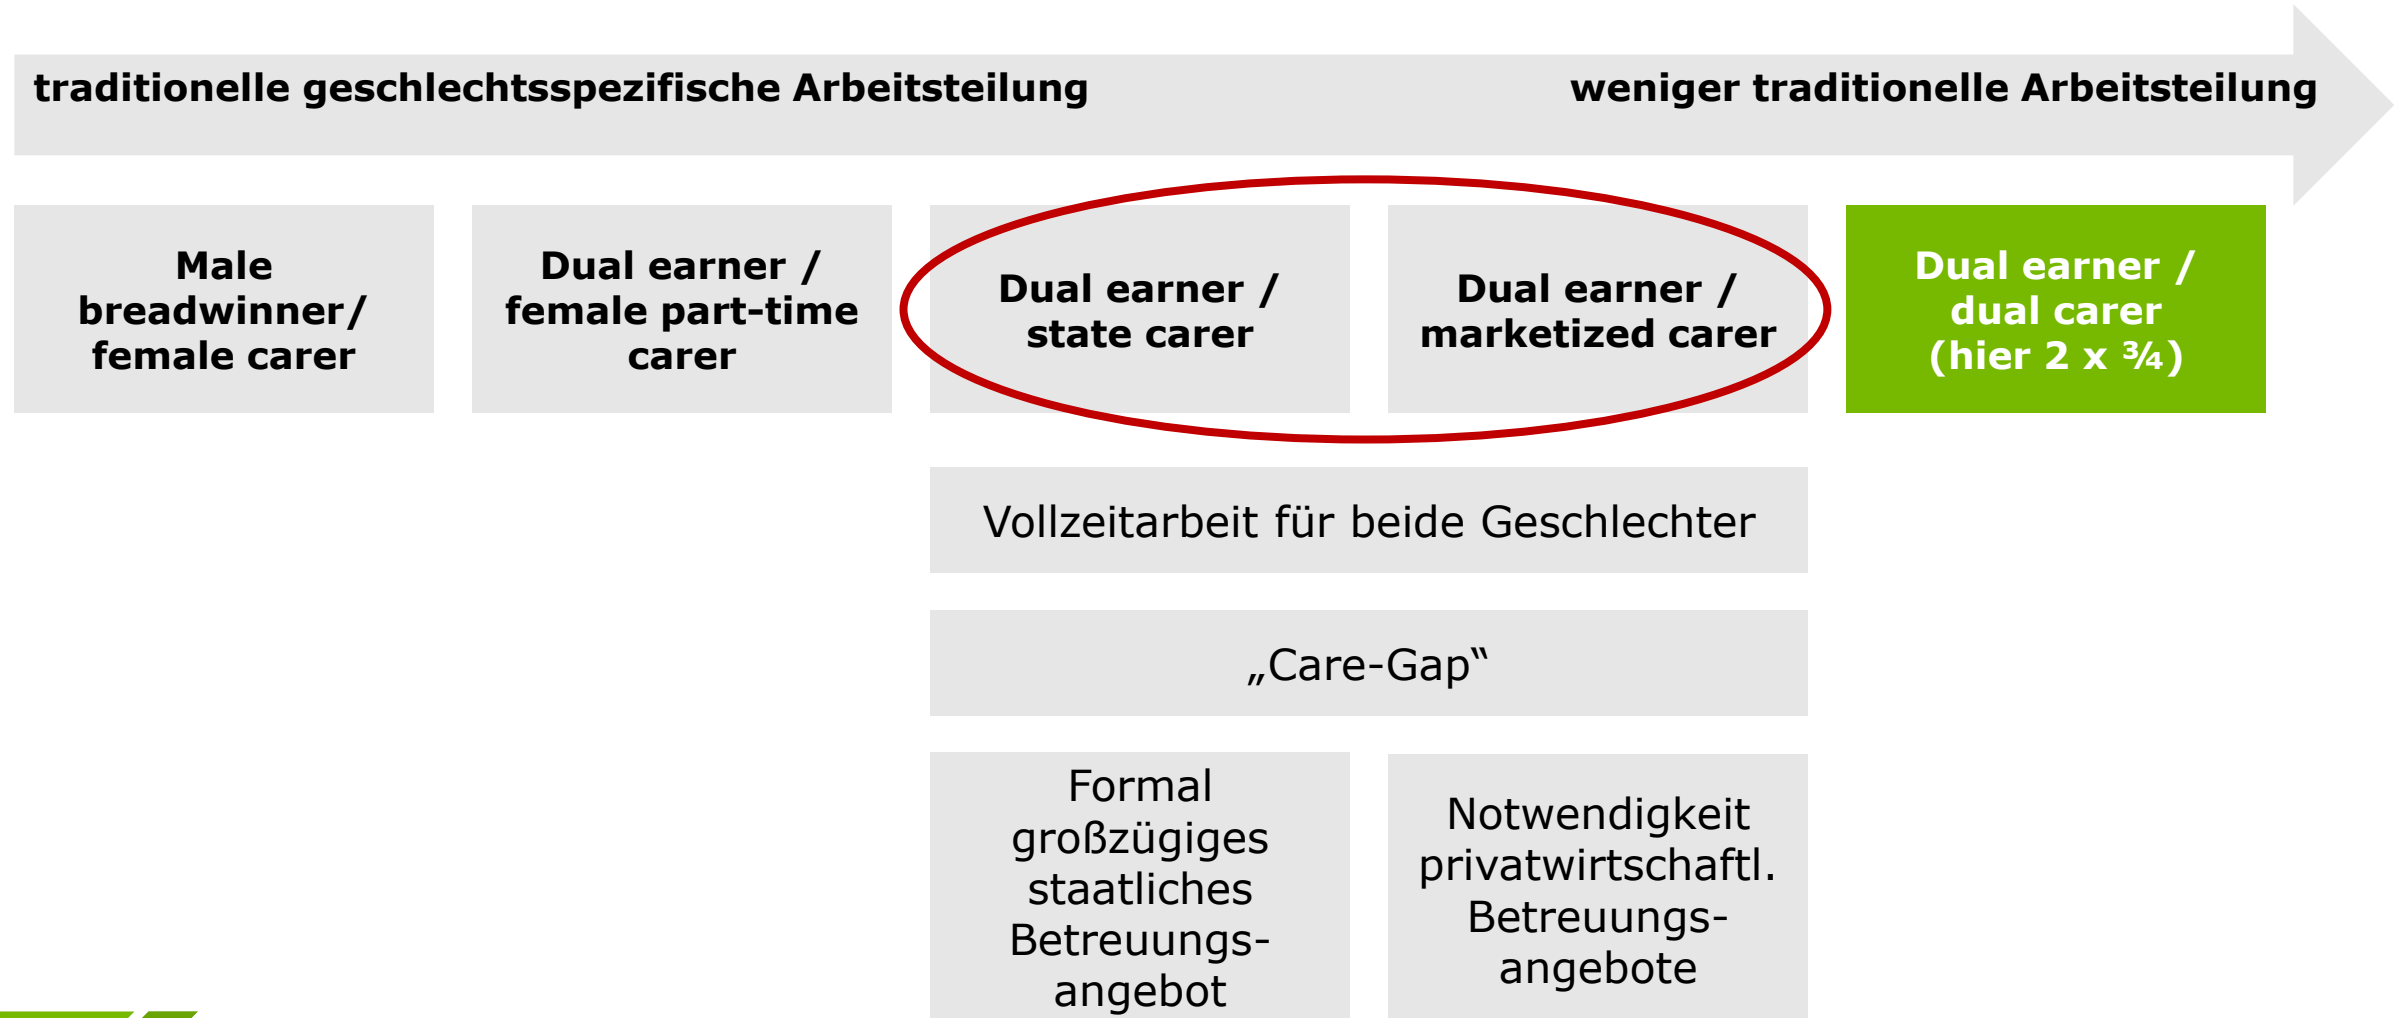 traditionelle geschlechtsspezifische Arbeitsteilung
weniger traditionelle Arbeitsteilung
Male
breadwinner/
female carer
Dual earner /
female part-time
carer
Dual earner /
state carer
Dual earner /
marketized carer
Dual earner /
dual carer
(hier 2 x ¾)
Vollzeitarbeit für beide Geschlechter
„Care-Gap“
Formal
großzügiges
staatliches
Betreuungs-
angebot
Notwendigkeit
privatwirtschaftl.
Betreuungs-
angebote